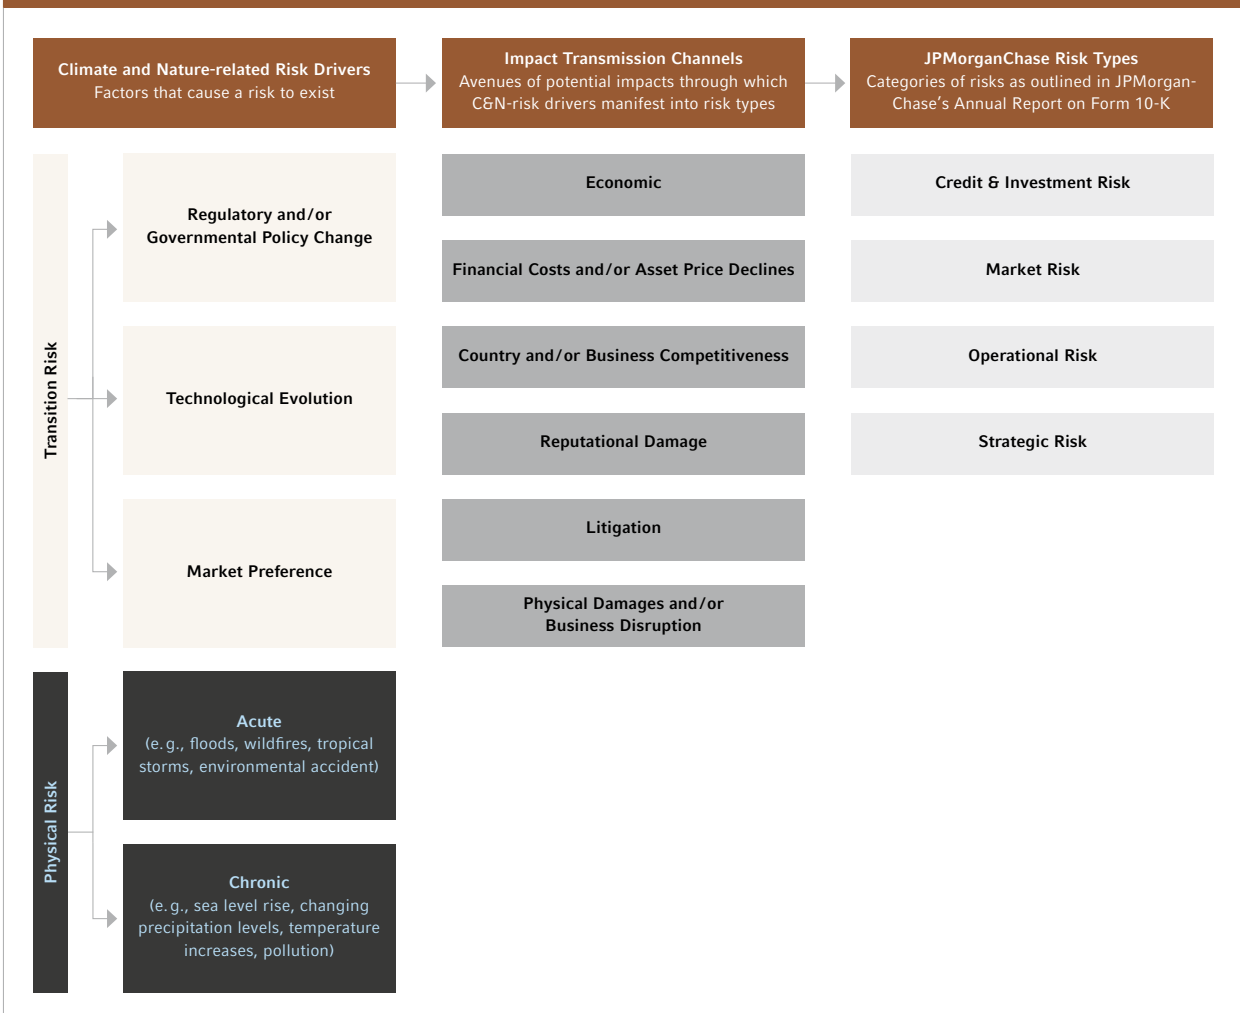 Climate and Nature-related Risk Drivers
Factors that cause a risk to exist
Impact Transmission Channels
Avenues of potential impacts through which
C&N-risk drivers manifest into risk types
JPMorganChase Risk Types
Categories of risks as outlined in JPMorgan-
Chase’s Annual Report on Form 10-K
Transition Risk
Regulatory and/or
Governmental Policy Change
Technological Evolution
Market Preference
Physical Risk
Acute
(e.g., floods, wildfires, tropical
storms, environmental accident)
Chronic
(e.g., sea level rise, changing
precipitation levels, temperature
increases, pollution)
Economic
Financial Costs and/or Asset Price Declines
Country and/or Business Competitiveness
Reputational Damage
Litigation
Physical Damages and/or
Business Disruption
Credit & Investment Risk
Market Risk
Operational Risk
Strategic Risk